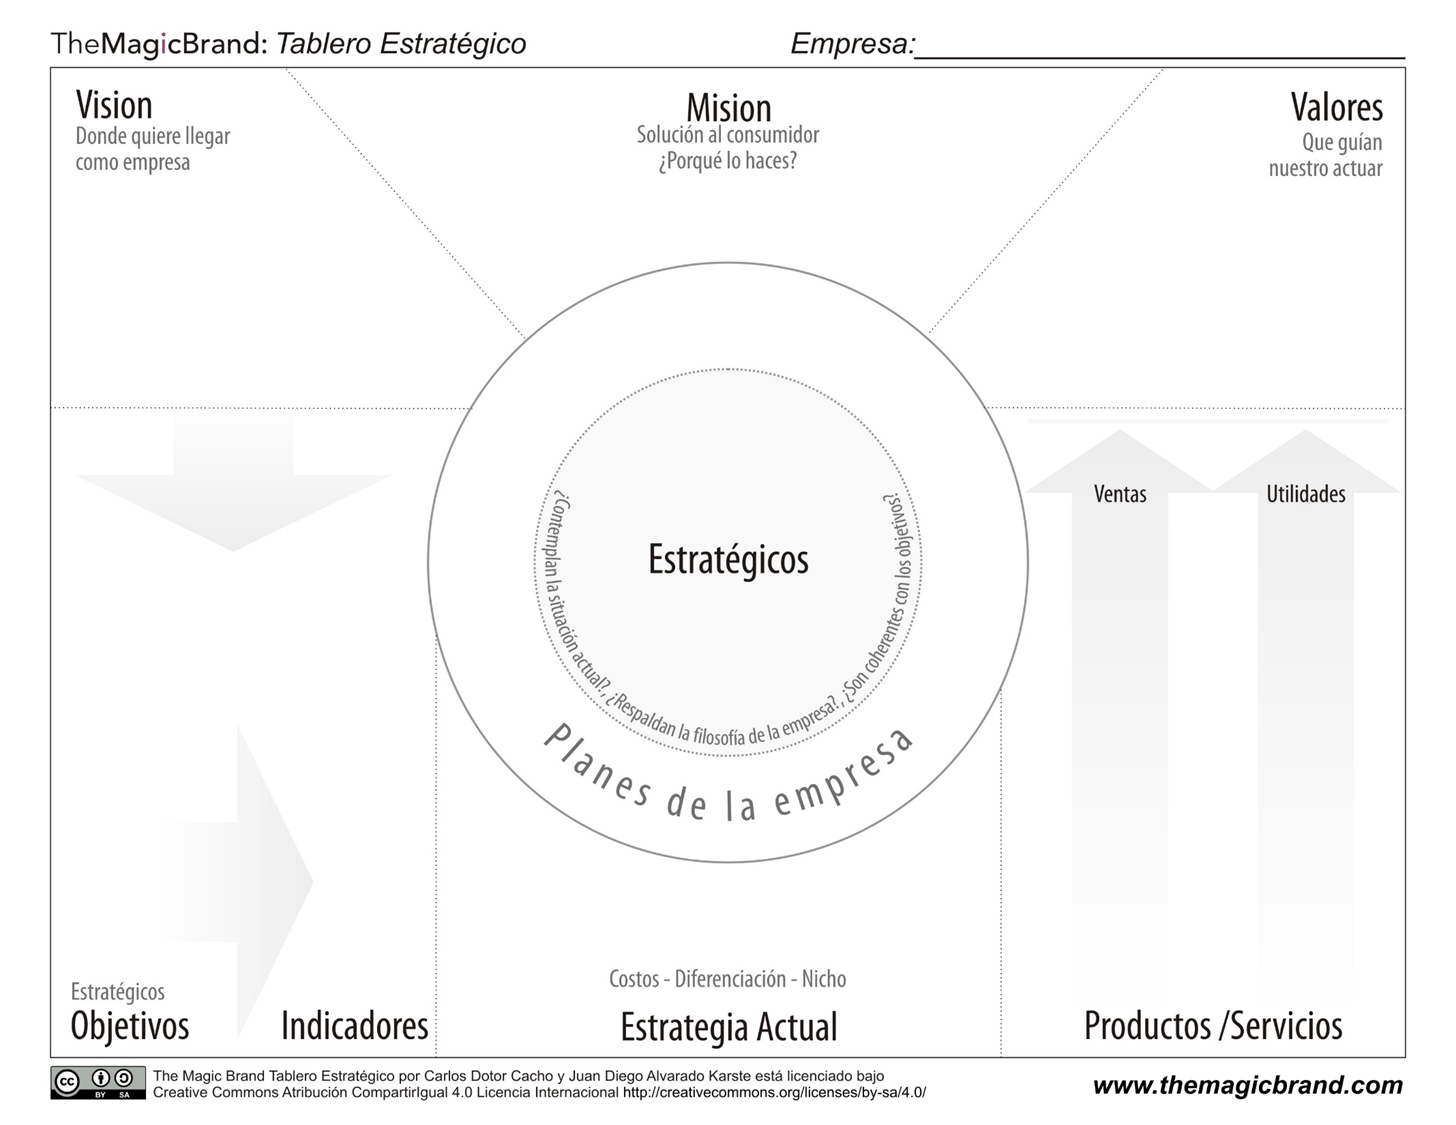 TheMagicBrand: Tablero Estratégico
Empresa:
Vision
Donde quiere llegar
como empresa
Mision
Solución al consumidor
¿Porqué lo haces?
Valores
Que guían
nuestro actuar
Ventas
Utilidades
Estratégicos
¿Contemplan la situación actual?, ¿Respaldan la filosofía de la empresa?, ¿Son coherentes con los objetivos?
Planes de la empresa
Estratégicos
Objetivos
Indicadores
Costos - Diferenciación - Nicho
Estrategia Actual
Productos /Servicios
cc
BY SA
The Magic Brand Tablero Estratégico por Carlos Dotor Cacho y Juan Diego Alvarado Karste está licenciado bajo
Creative Commons Atribución CompartirIgual 4.0 Licencia Internacional http://creativecommons.org/licenses/by-sa/4.0/
www.themagicbrand.com